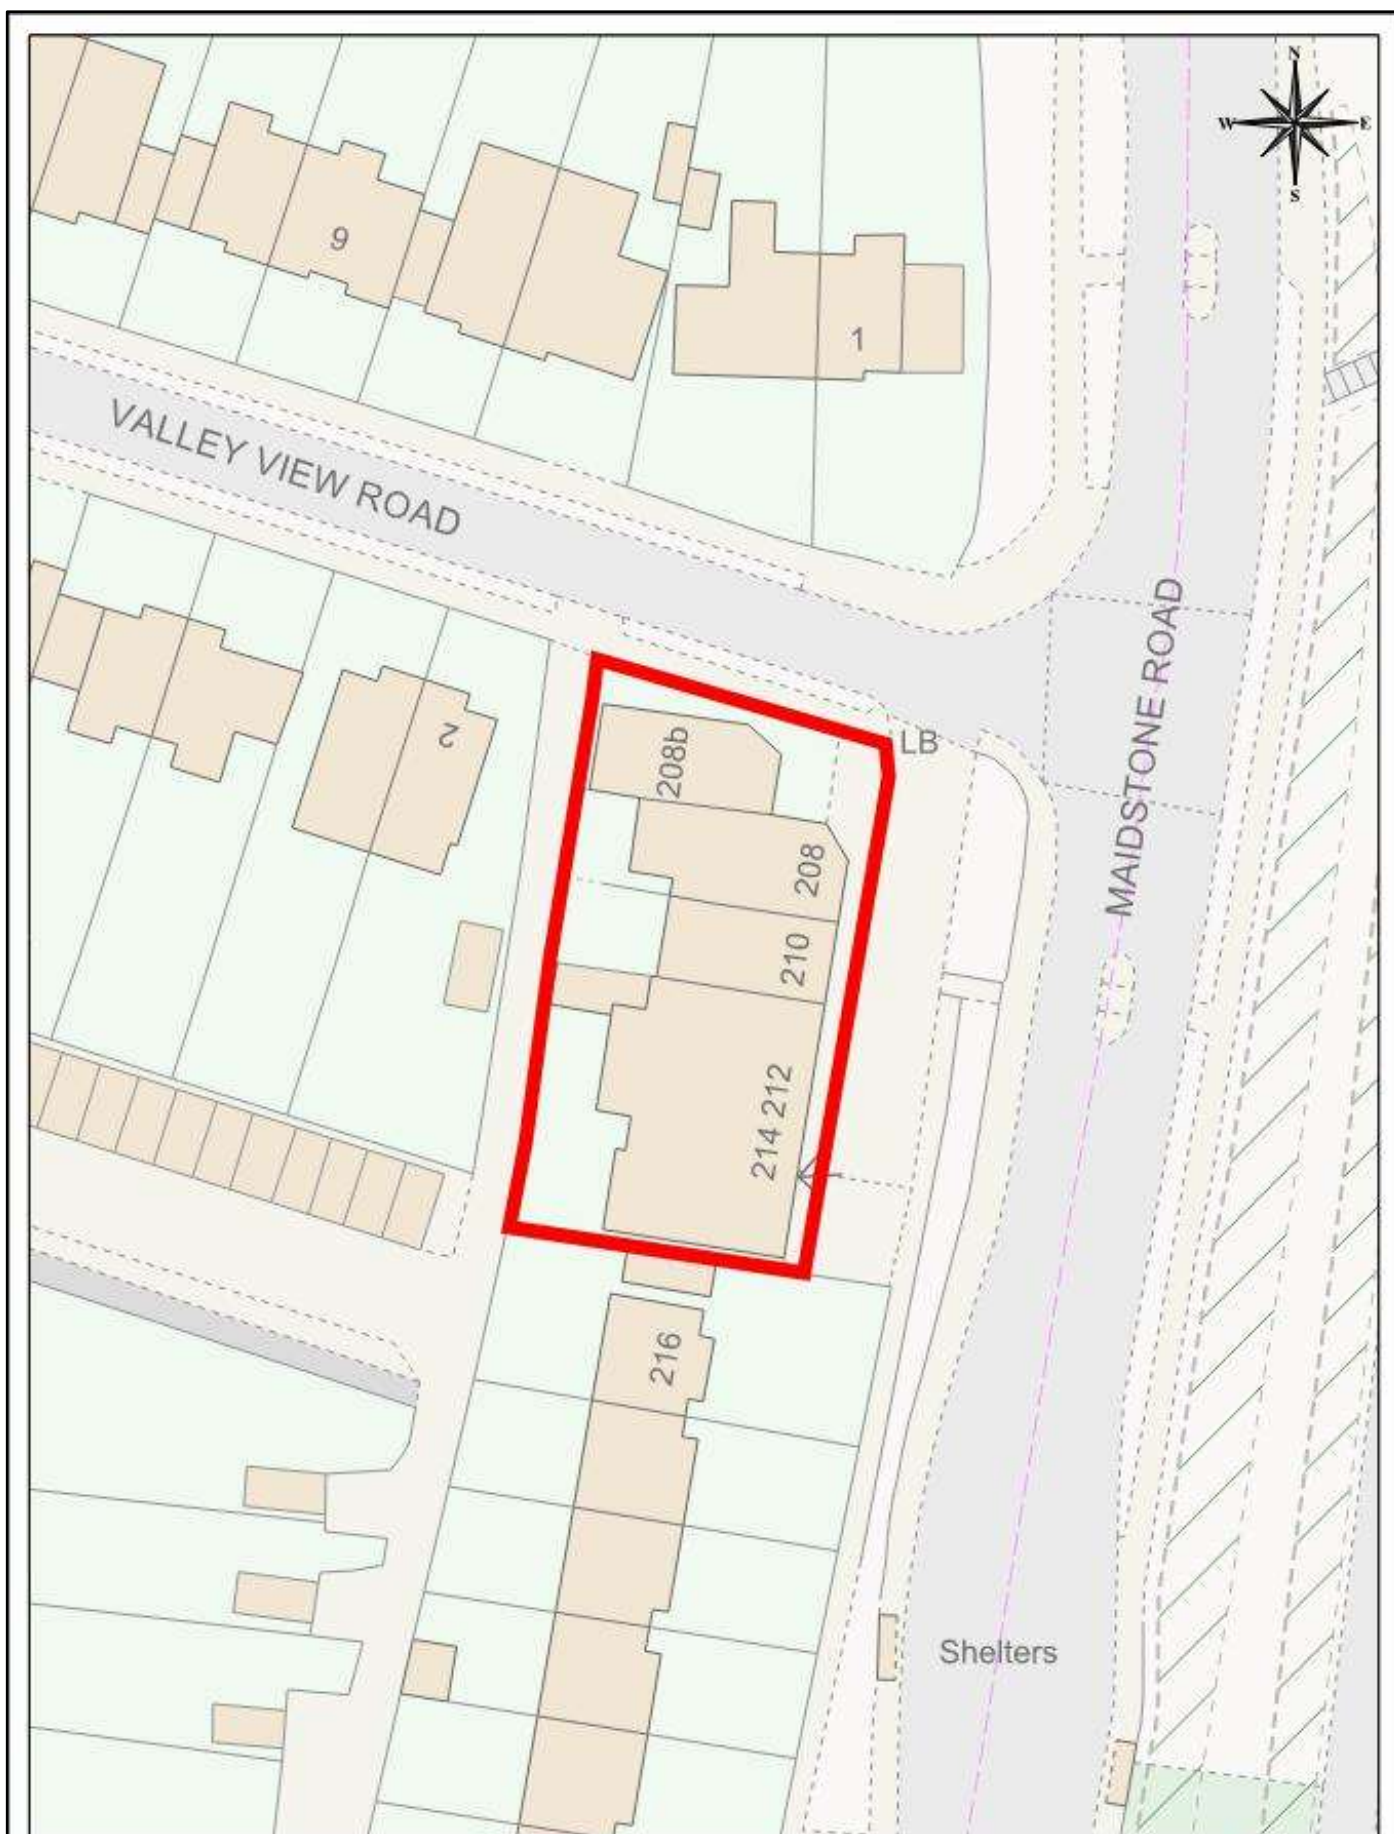 N
W E
S
9
1
VALLEY VIEW ROAD
MAIDSTONE ROAD
2
208b
LB
208
210
214 212
216
Shelters